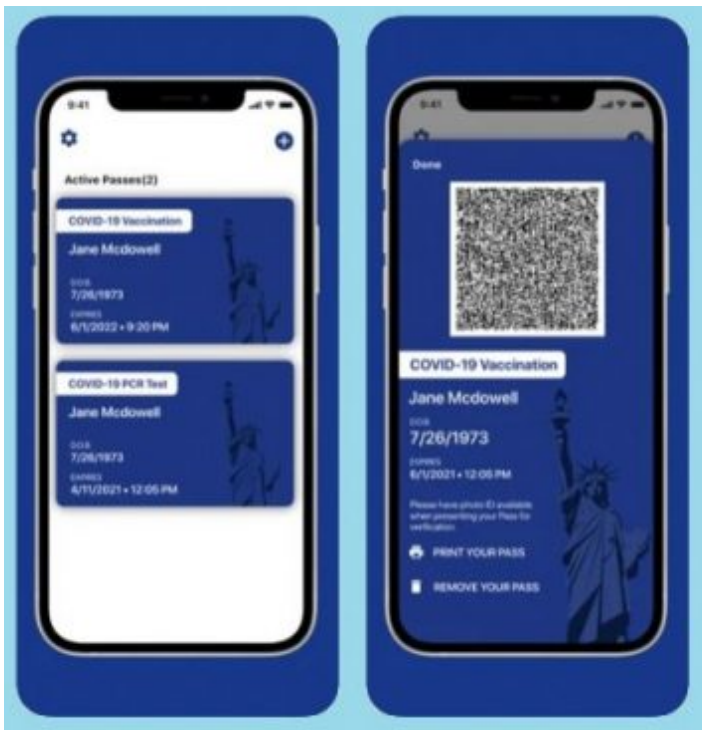 9:41
Active Passes(2)
COVID-19 Vaccination
Jane Mcdowell
DOB
7/26/1973
EXPIRES
6/1/2022 • 9:20 PM
COVID-19 PCR Test
Jane Mcdowell
DOB
7/26/1973
EXPIRES
4/11/2021 • 12:05 PM
9:41
Done
COVID-19 Vaccination
Jane Mcdowell
DOB
7/26/1973
EXPIRES
6/1/2021 • 12:05 PM
Please have photo ID available
when presenting your Pass for
verification.
PRINT YOUR PASS
REMOVE YOUR PASS